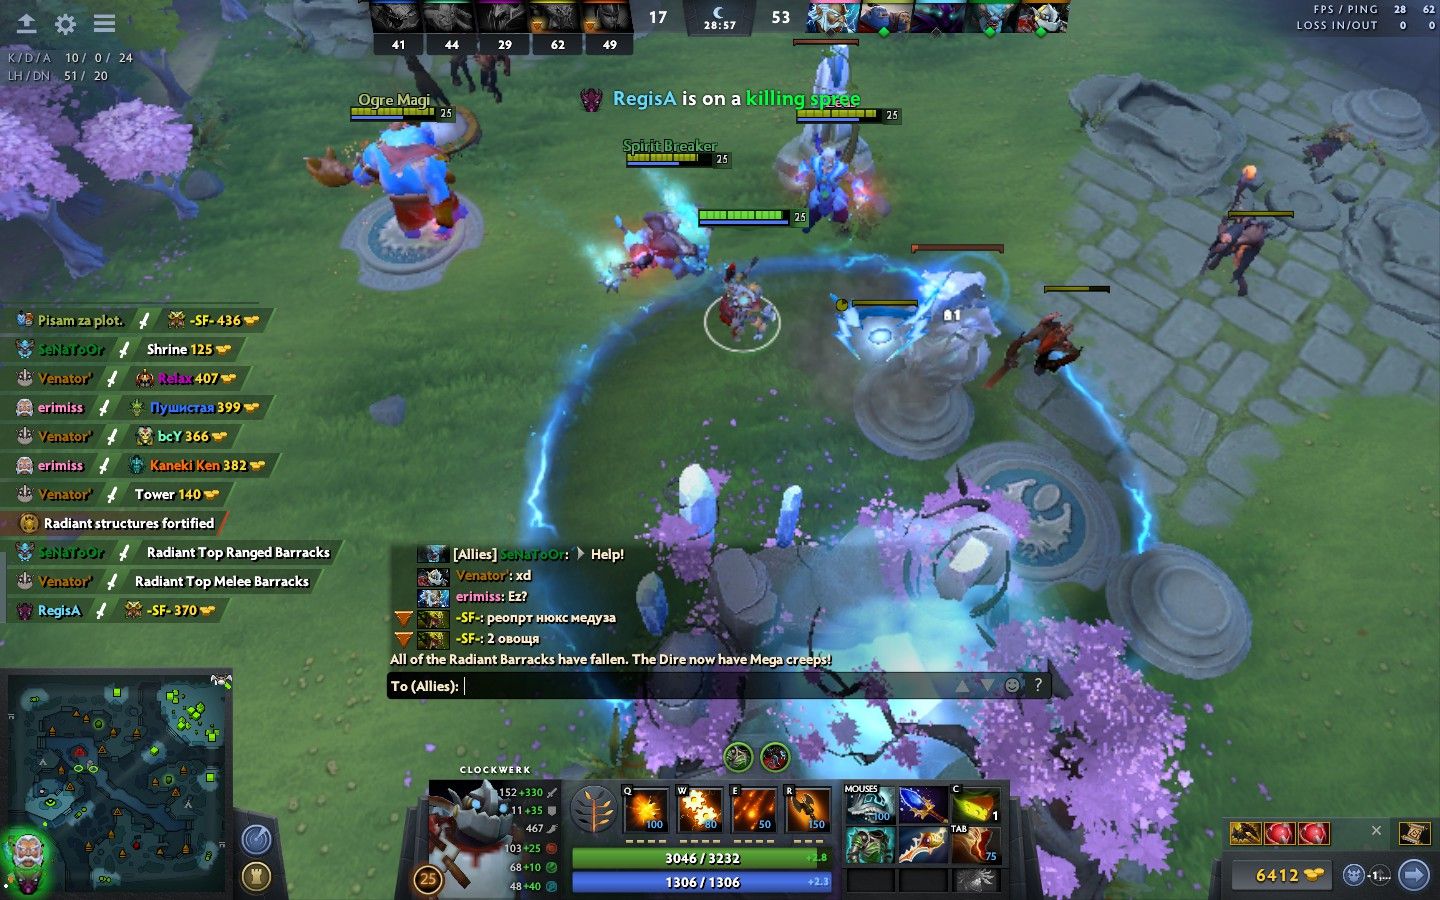 17
28:57
53
FPS / PING 28 62
LOSS IN/OUT 0 0
41
44
29
62
49
K/D/A 10/ 0/ 24
LH/DN 51 / 20
Ogre Magi
25
RegisA is on a killing spree
25
Spirit Breaker
25
25
Pisam za plot. -SF- 436
SeNaToOr Shrine 125
Venator' Relax 407
erimiss Пушистая 399
Venator' bcY 366
erimiss Kaneki Ken 382
Venator' Tower 140
Radiant structures fortified
SeNaToOr Radiant Top Ranged Barracks
Venator' Radiant Top Melee Barracks
RegisA -SF- 370
[Allies] SeNaToOr: Help!
Venator': xd
erimiss: Ez?
-SF-: реопрт нюкс медуза
-SF-: 2 овощя
All of the Radiant Barracks have fallen. The Dire now have Mega creeps!
To (Allies):
?
CLOCKWERK
152 +330
11 +35
467
103 +25
68 +10
48 +40
25
Q 100
W 80
E 50
R 150
3046 / 3232 +2.8
1306 / 1306 +2.3
MOUSE5 100
C 1
TAB 75
6412